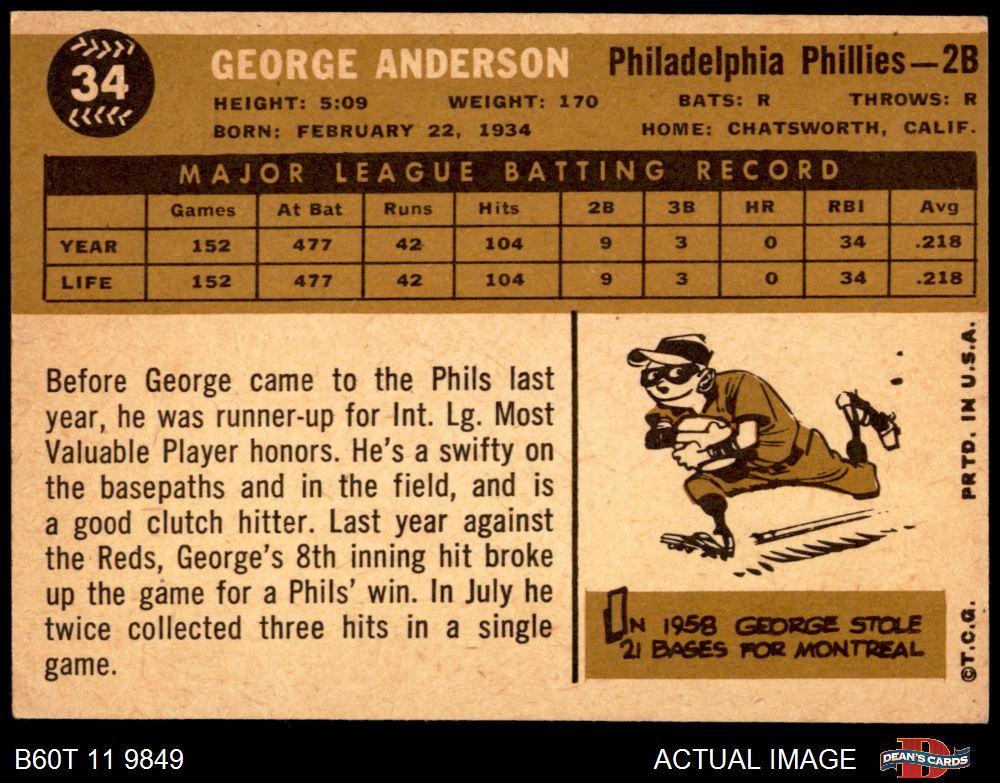 34
GEORGE ANDERSON Philadelphia Phillies—2B
HEIGHT: 5:09 WEIGHT: 170 BATS: R THROWS: R
BORN: FEBRUARY 22, 1934 HOME: CHATSWORTH, CALIF.
MAJOR LEAGUE BATTING RECORD
Games At Bat Runs Hits 2B 3B HR RBI Avg
YEAR 152 477 42 104 9 3 0 34 .218
LIFE 152 477 42 104 9 3 0 34 .218
Before George came to the Phils last
year, he was runner-up for Int. Lg. Most
Valuable Player honors. He's a swifty on
the basepaths and in the field, and is
a good clutch hitter. Last year against
the Reds, George's 8th inning hit broke
up the game for a Phils' win. In July he
twice collected three hits in a single
game.
IN 1958 GEORGE STOLE
21 BASES FOR MONTREAL
PRTD. IN U.S.A.
©T.C.G.
B60T 11 9849 ACTUAL IMAGE
D
DEAN'S CARDS